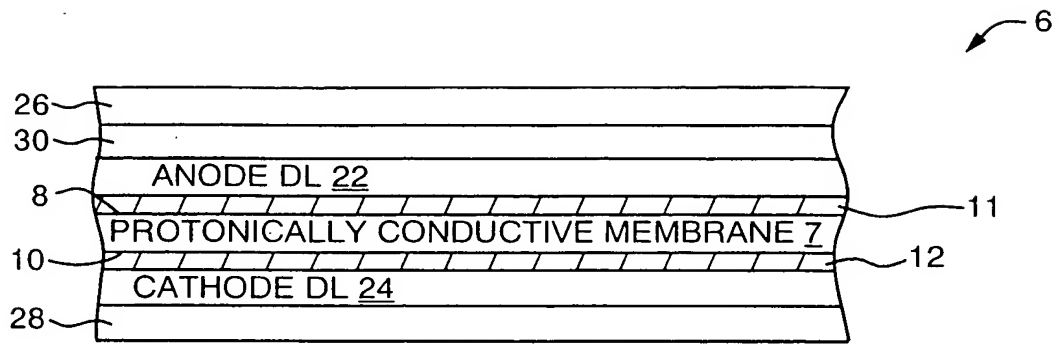 6
26
30
ANODE DL 22
8
11
PROTONICALLY CONDUCTIVE MEMBRANE 7
10
12
CATHODE DL 24
28